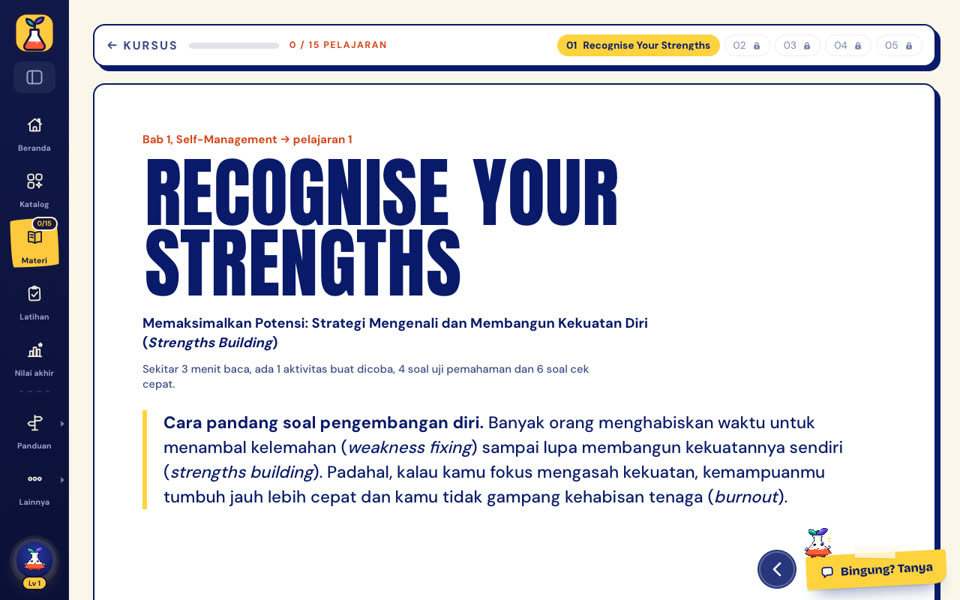 ← KURSUS
0 / 15 PELAJARAN
01 Recognise Your Strengths
02
03
04
05
Beranda
Katalog
0/15
Materi
Latihan
Nilai akhir
Panduan
Lainnya
Lv 1
Bab 1, Self-Management → pelajaran 1
RECOGNISE YOUR
STRENGTHS
Memaksimalkan Potensi: Strategi Mengenali dan Membangun Kekuatan Diri
(Strengths Building)
Sekitar 3 menit baca, ada 1 aktivitas buat dicoba, 4 soal uji pemahaman dan 6 soal cek
cepat.
Cara pandang soal pengembangan diri. Banyak orang menghabiskan waktu untuk
menambal kelemahan (weakness fixing) sampai lupa membangun kekuatannya sendiri
(strengths building). Padahal, kalau kamu fokus mengasah kekuatan, kemampuanmu
tumbuh jauh lebih cepat dan kamu tidak gampang kehabisan tenaga (burnout).
Bingung? Tanya